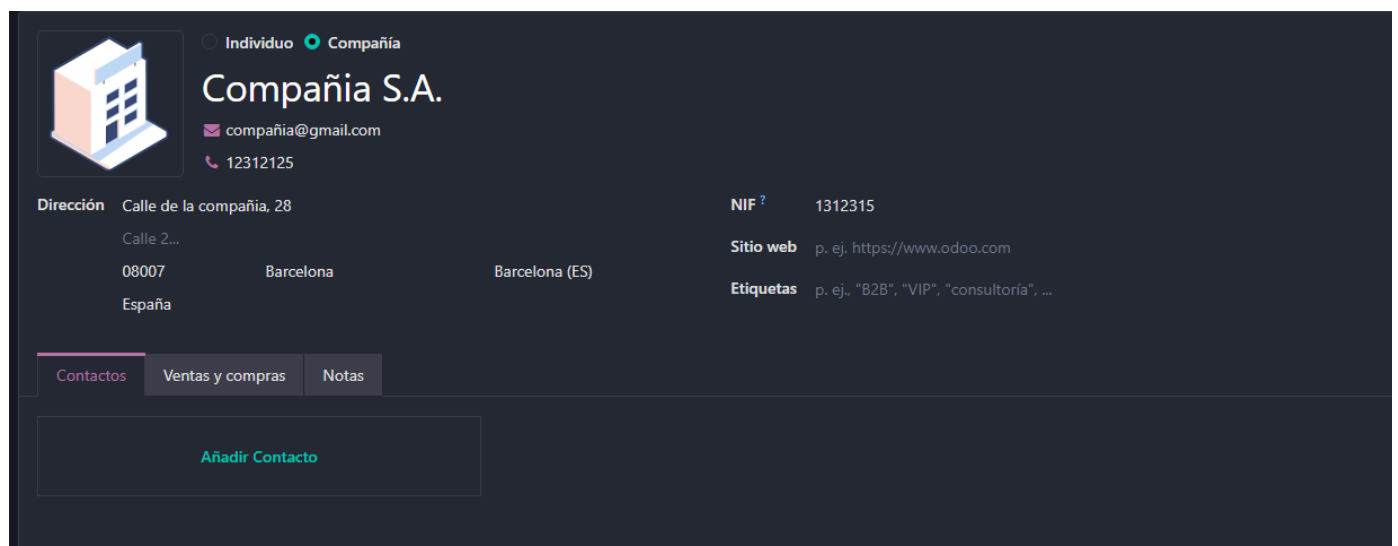 Individuo Compañía
Compañia S.A.
compañia@gmail.com
12312125
Dirección Calle de la compañia, 28
Calle 2...
08007 Barcelona Barcelona (ES)
España
NIF ? 1312315
Sitio web p. ej. https://www.odoo.com
Etiquetas p. ej., "B2B", "VIP", "consultoría", ...
Contactos Ventas y compras Notas
Añadir Contacto